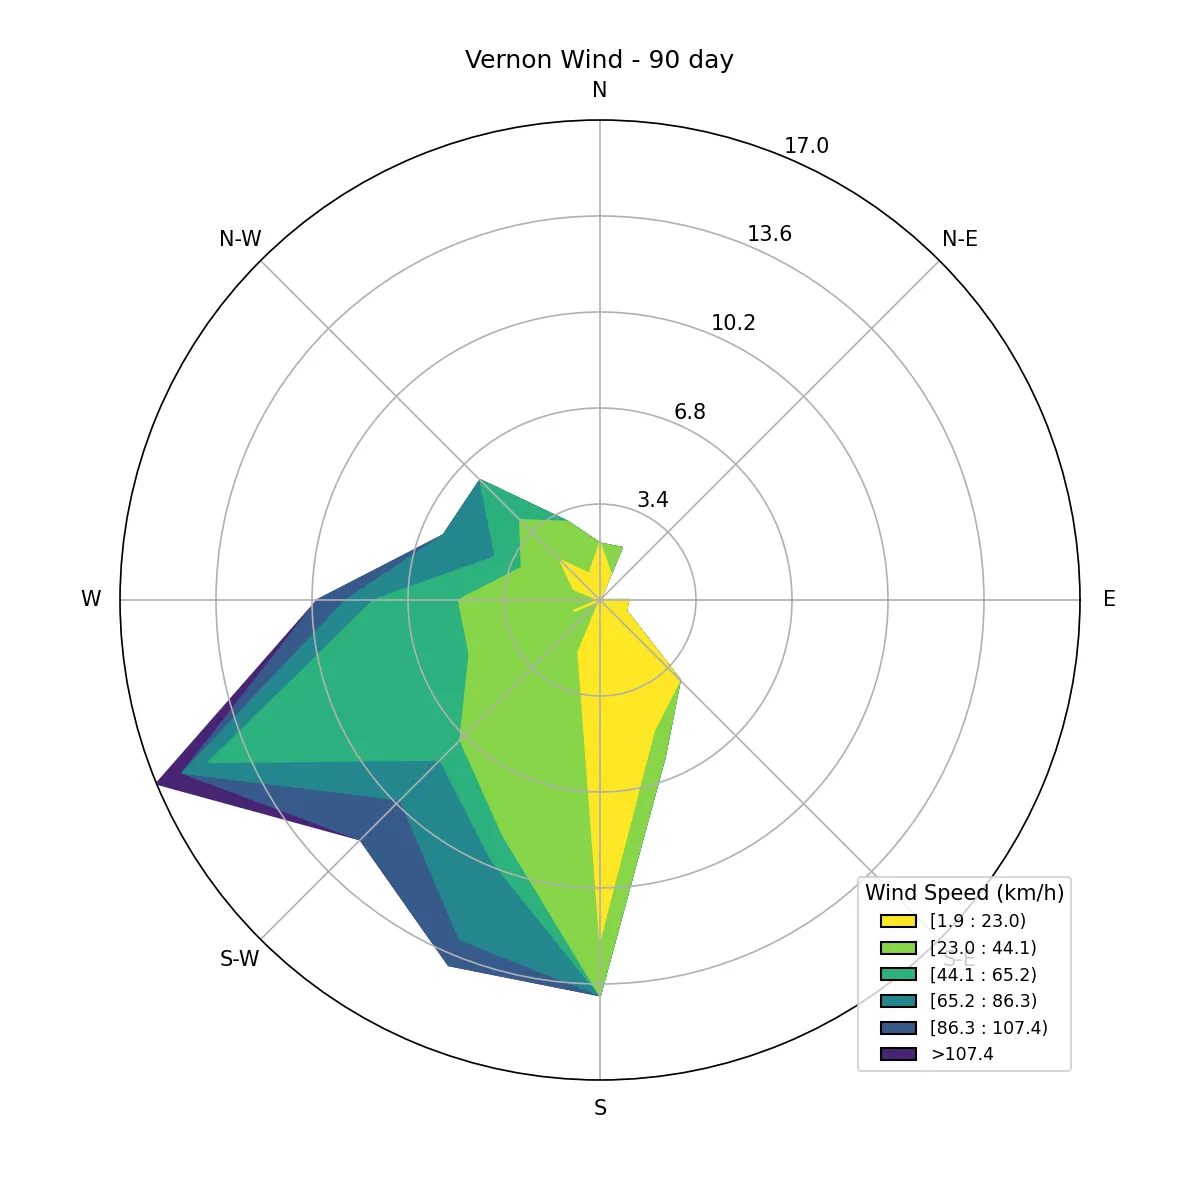 Vernon Wind - 90 day
N
17.0
13.6
N-W
N-E
10.2
6.8
3.4
W
E
S-W
S-E
Wind Speed (km/h)
[1.9 : 23.0)
[23.0 : 44.1)
[44.1 : 65.2)
[65.2 : 86.3)
[86.3 : 107.4)
>107.4
S